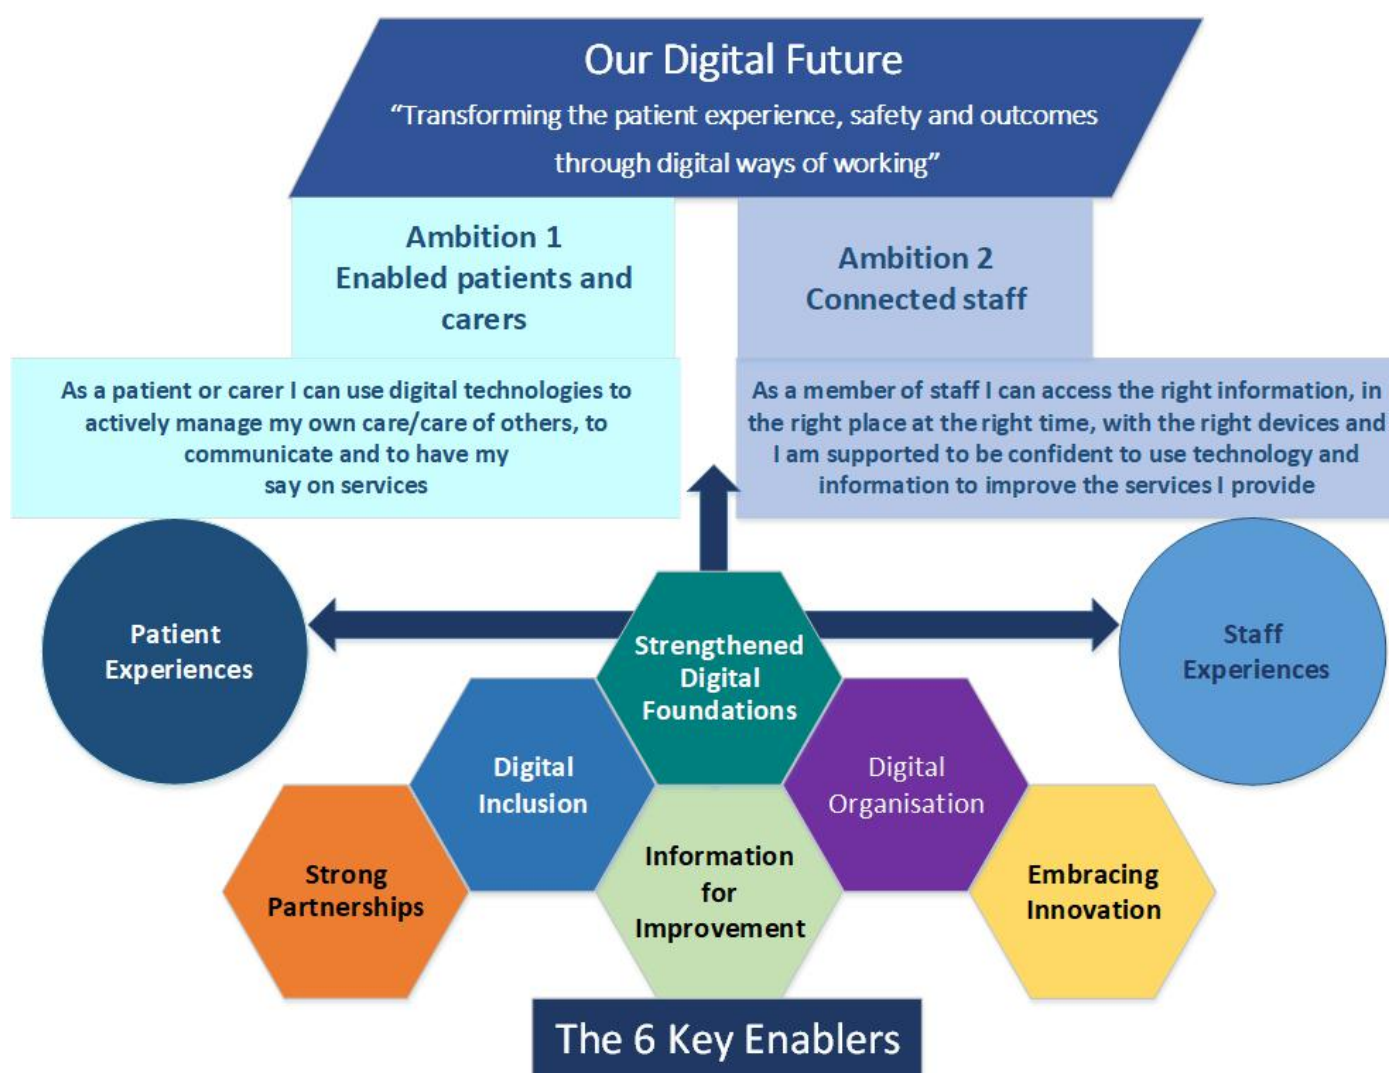 Our Digital Future
“Transforming the patient experience, safety and outcomes
through digital ways of working”
Ambition 1
Enabled patients and
carers
Ambition 2
Connected staff
As a patient or carer I can use digital technologies to
actively manage my own care/care of others, to
communicate and to have my
say on services
As a member of staff I can access the right information, in
the right place at the right time, with the right devices and
I am supported to be confident to use technology and
information to improve the services I provide
Patient
Experiences
Strengthened
Digital
Foundations
Staff
Experiences
Digital
Inclusion
Digital
Organisation
Strong
Partnerships
Information
for
Improvement
Embracing
Innovation
The 6 Key Enablers